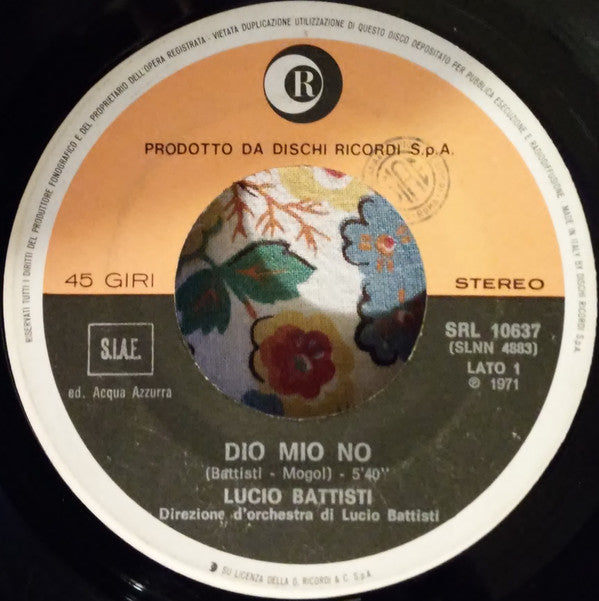 RISERVATI TUTTI I DIRITTI DEL PRODUTTORE FONOGRAFICO E DEL PROPRIETARIO DELL'OPERA REGISTRATA - VIETATA DUPLICAZIONE UTILIZZAZIONE DI QUESTO DISCO DEPOSITATO PER PUBBLICA ESECUZIONE E RADIODIFFUSIONE. MADE IN ITALY BY DISCHI RICORDI S.p.A.
R
PRODOTTO DA DISCHI RICORDI S.p.A.
45 GIRI
STEREO
S.I.A.E.
ed. Acqua Azzurra
SRL 10637
(SLNN 4883)
LATO 1
℗ 1971
DIO MIO NO
(Battisti - Mogol) - 5'40"
LUCIO BATTISTI
Direzione d'orchestra di Lucio Battisti
SU LICENZA DELLA G. RICORDI & C. S.p.A.